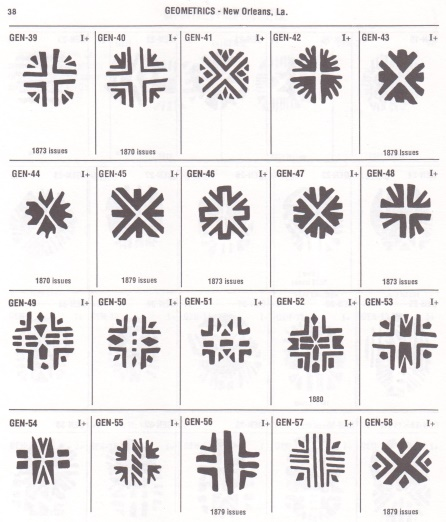 38
GEOMETRICS - New Orleans, La.
GEN-39 I+ GEN-40 I+ GEN-41 I+ GEN-42 I+ GEN-43 I+
1873 issues 1870 issues 1879 issues
GEN-44 I+ GEN-45 I+ GEN-46 I+ GEN-47 I+ GEN-48 I+
1870 issues 1879 issues 1873 issues 1873 issues
GEN-49 I+ GEN-50 I+ GEN-51 I+ GEN-52 I+ GEN-53 I+
1880
GEN-54 I+ GEN-55 I+ GEN-56 I+ GEN-57 I+ GEN-58 I+
1879 issues 1879 issues